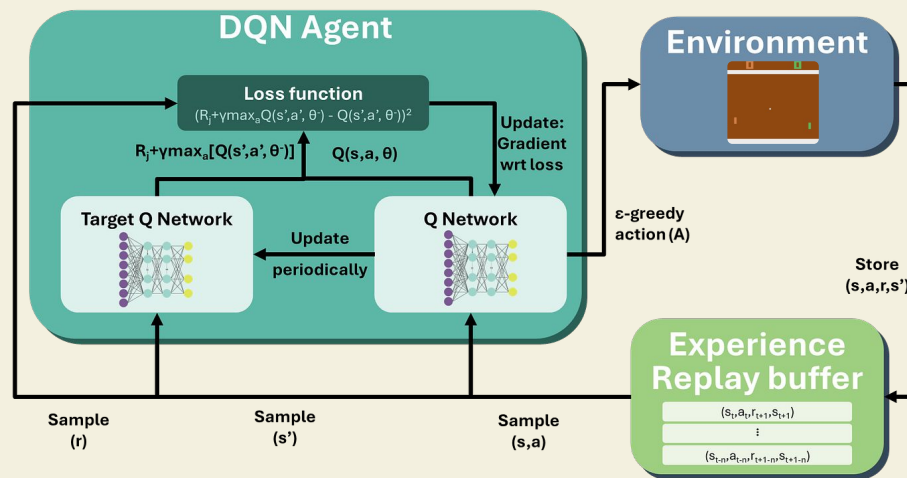 DQN Agent
Loss function
(Rⱼ+γmaxₐQ(s’,a’, θ⁻) - Q(s’,a’, θ⁻))²
Rⱼ+γmaxₐ[Q(s’,a’, θ⁻)]
Q(s,a, θ)
Update:
Gradient
wrt loss
Target Q Network
Update
periodically
Q Network
Environment
ε-greedy
action (A)
Store
(s,a,r,s’)
Experience
Replay buffer
(sₜ,aₜ,rₜ₊₁,sₜ₊₁)
⋮
(sₜ₋ₙ,aₜ₋ₙ,rₜ₊₁₋ₙ,sₜ₊₁₋ₙ)
Sample
(r)
Sample
(s’)
Sample
(s,a)